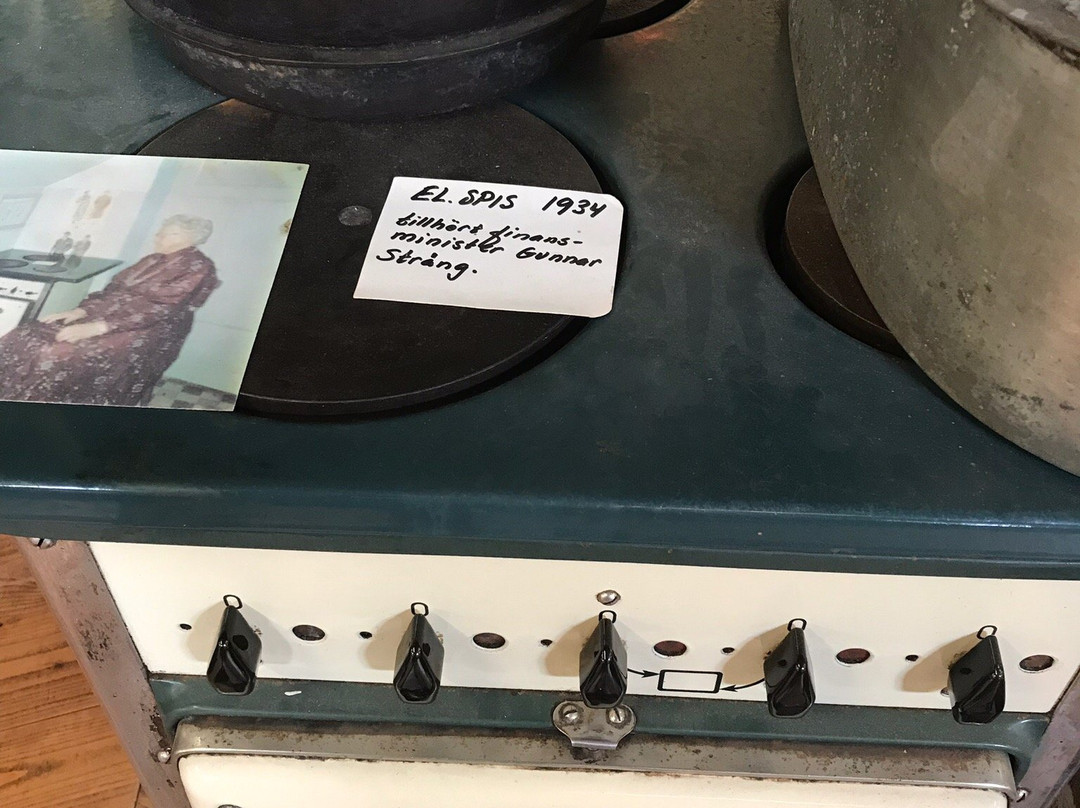 EL. SPIS 1934
tillhört finans-
minister Gunnar
Sträng.